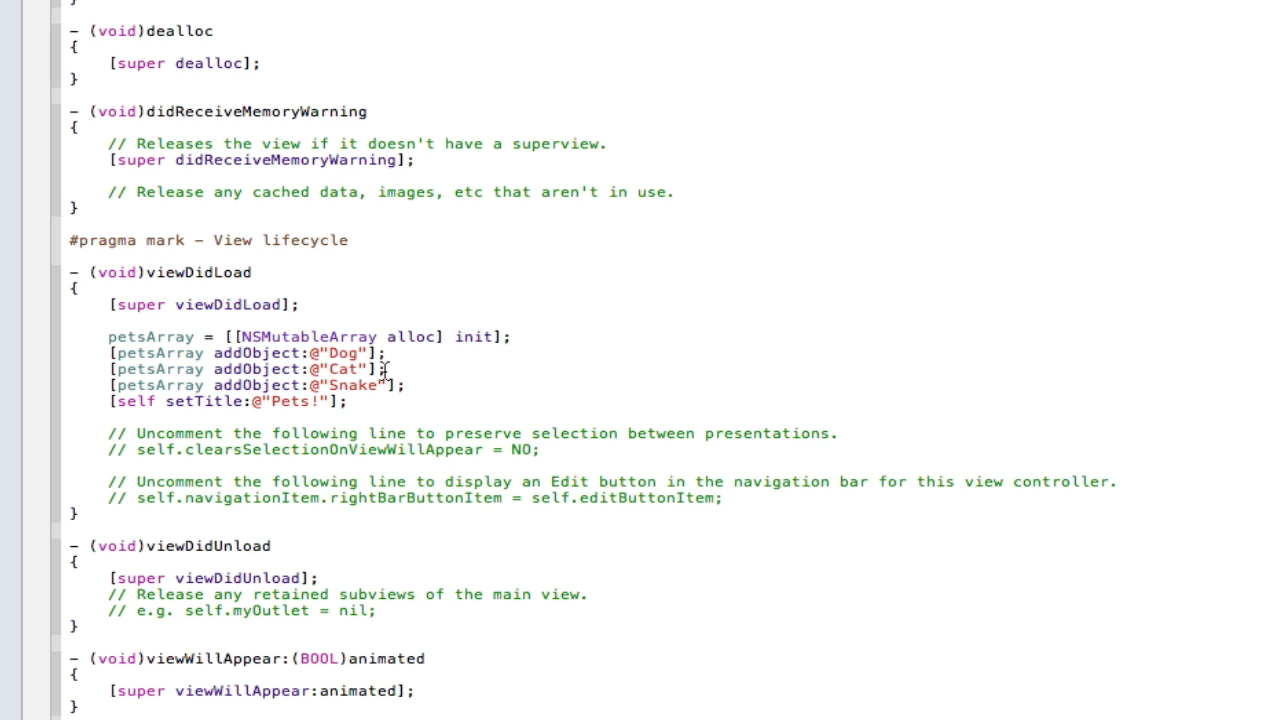 }
- (void)dealloc
{
[super dealloc];
}
- (void)didReceiveMemoryWarning
{
// Releases the view if it doesn't have a superview.
[super didReceiveMemoryWarning];
// Release any cached data, images, etc that aren't in use.
}
#pragma mark - View lifecycle
- (void)viewDidLoad
{
[super viewDidLoad];
petsArray = [[NSMutableArray alloc] init];
[petsArray addObject:@"Dog"];
[petsArray addObject:@"Cat"];
[petsArray addObject:@"Snake"];
[self setTitle:@"Pets!"];
// Uncomment the following line to preserve selection between presentations.
// self.clearsSelectionOnViewWillAppear = NO;
// Uncomment the following line to display an Edit button in the navigation bar for this view controller.
// self.navigationItem.rightBarButtonItem = self.editButtonItem;
}
- (void)viewDidUnload
{
[super viewDidUnload];
// Release any retained subviews of the main view.
// e.g. self.myOutlet = nil;
}
- (void)viewWillAppear:(BOOL)animated
{
[super viewWillAppear:animated];
}